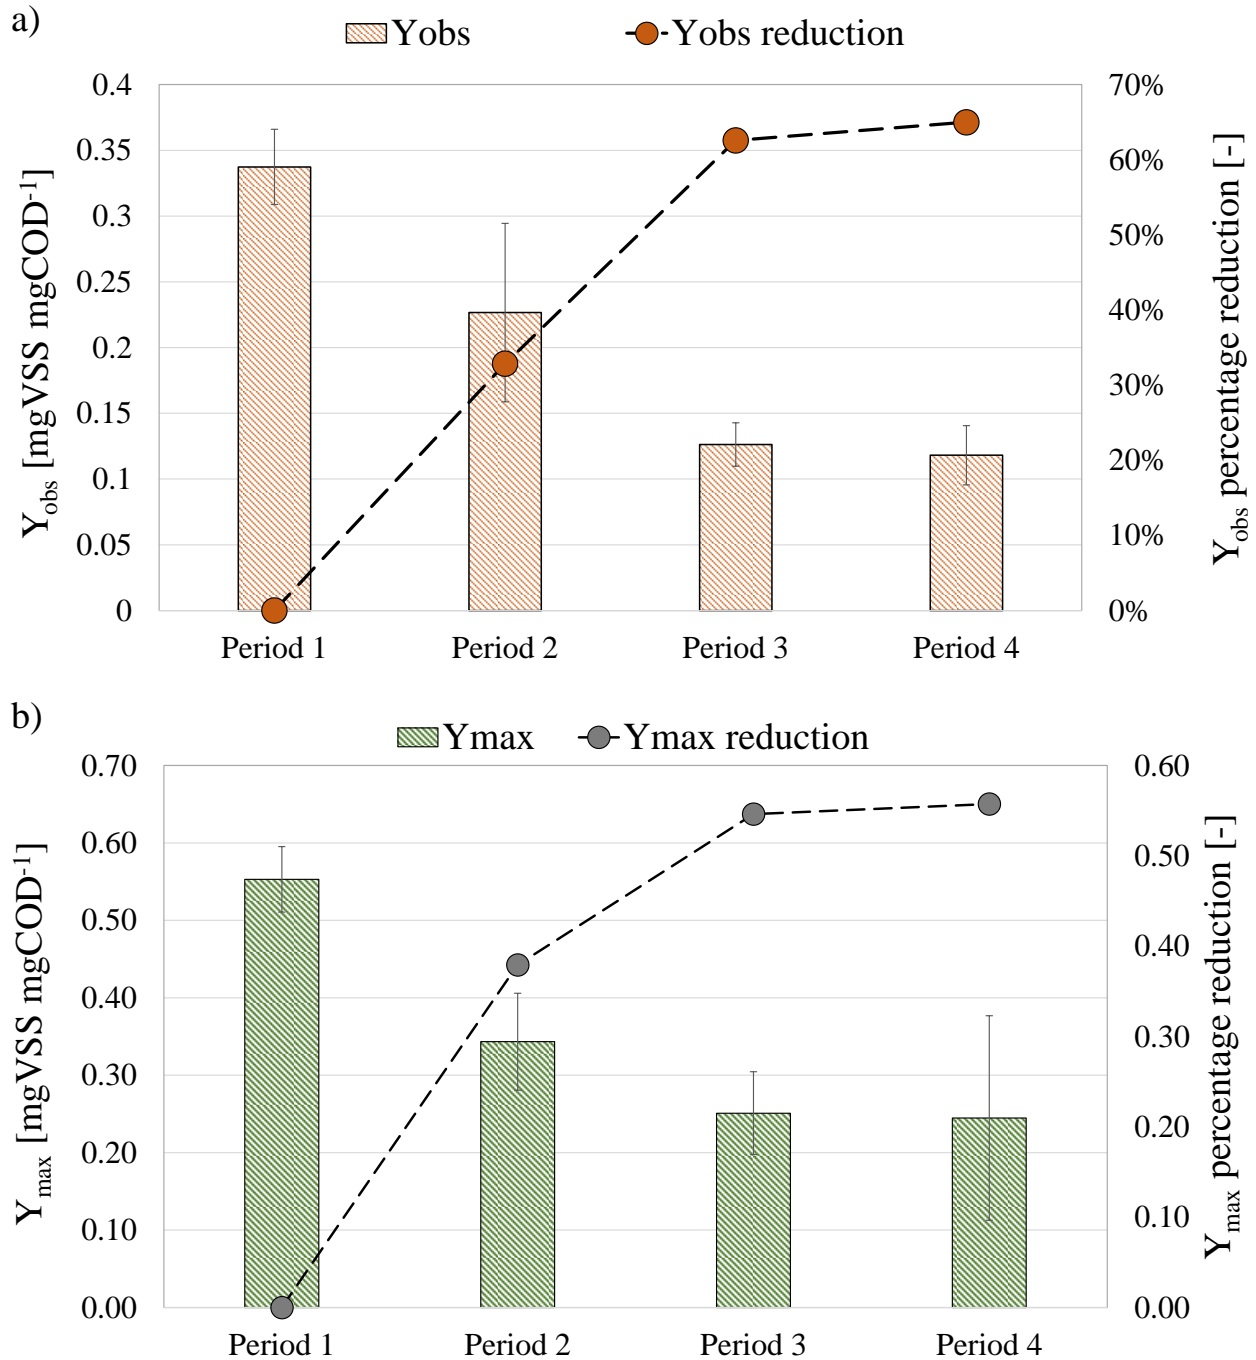 a)
Yobs
Yobs reduction
0.4
0.35
0.3
0.25
0.2
0.15
0.1
0.05
0
Yobs [mgVSS mgCOD-1]
70%
60%
50%
40%
30%
20%
10%
0%
Yobs percentage reduction [-]
Period 1
Period 2
Period 3
Period 4
b)
Ymax
Ymax reduction
0.70
0.60
0.50
0.40
0.30
0.20
0.10
0.00
Ymax [mgVSS mgCOD-1]
0.60
0.50
0.40
0.30
0.20
0.10
0.00
Ymax percentage reduction [-]
Period 1
Period 2
Period 3
Period 4